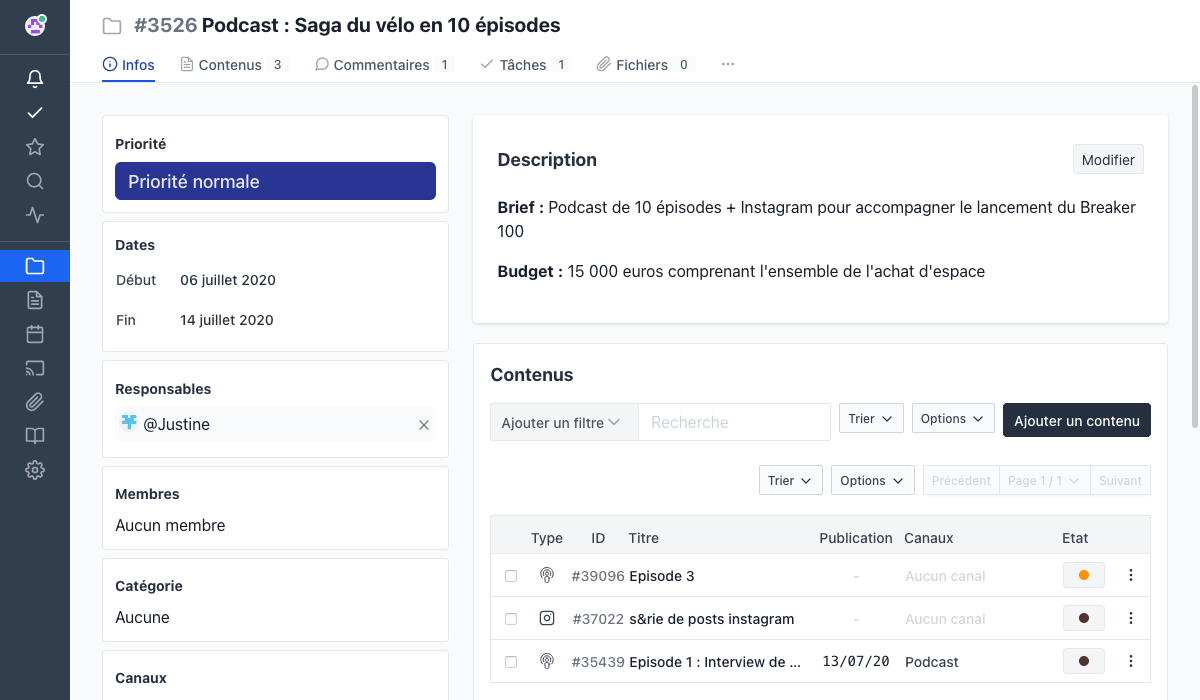 #3526 Podcast : Saga du vélo en 10 épisodes
Infos Contenus 3 Commentaires 1 Tâches 1 Fichiers 0 ...
Priorité
Priorité normale
Dates
Début 06 juillet 2020
Fin 14 juillet 2020
Responsables
@Justine
Membres
Aucun membre
Catégorie
Aucune
Canaux
Description
Modifier
Brief : Podcast de 10 épisodes + Instagram pour accompagner le lancement du Breaker
100
Budget : 15 000 euros comprenant l'ensemble de l'achat d'espace
Contenus
Ajouter un filtre Recherche Trier Options Ajouter un contenu
Trier Options Précédent Page 1 / 1 Suivant
Type ID Titre Publication Canaux Etat
#39096 Episode 3 - Aucun canal
#37022 s&rie de posts instagram - Aucun canal
#35439 Episode 1 : Interview de ... 13/07/20 Podcast